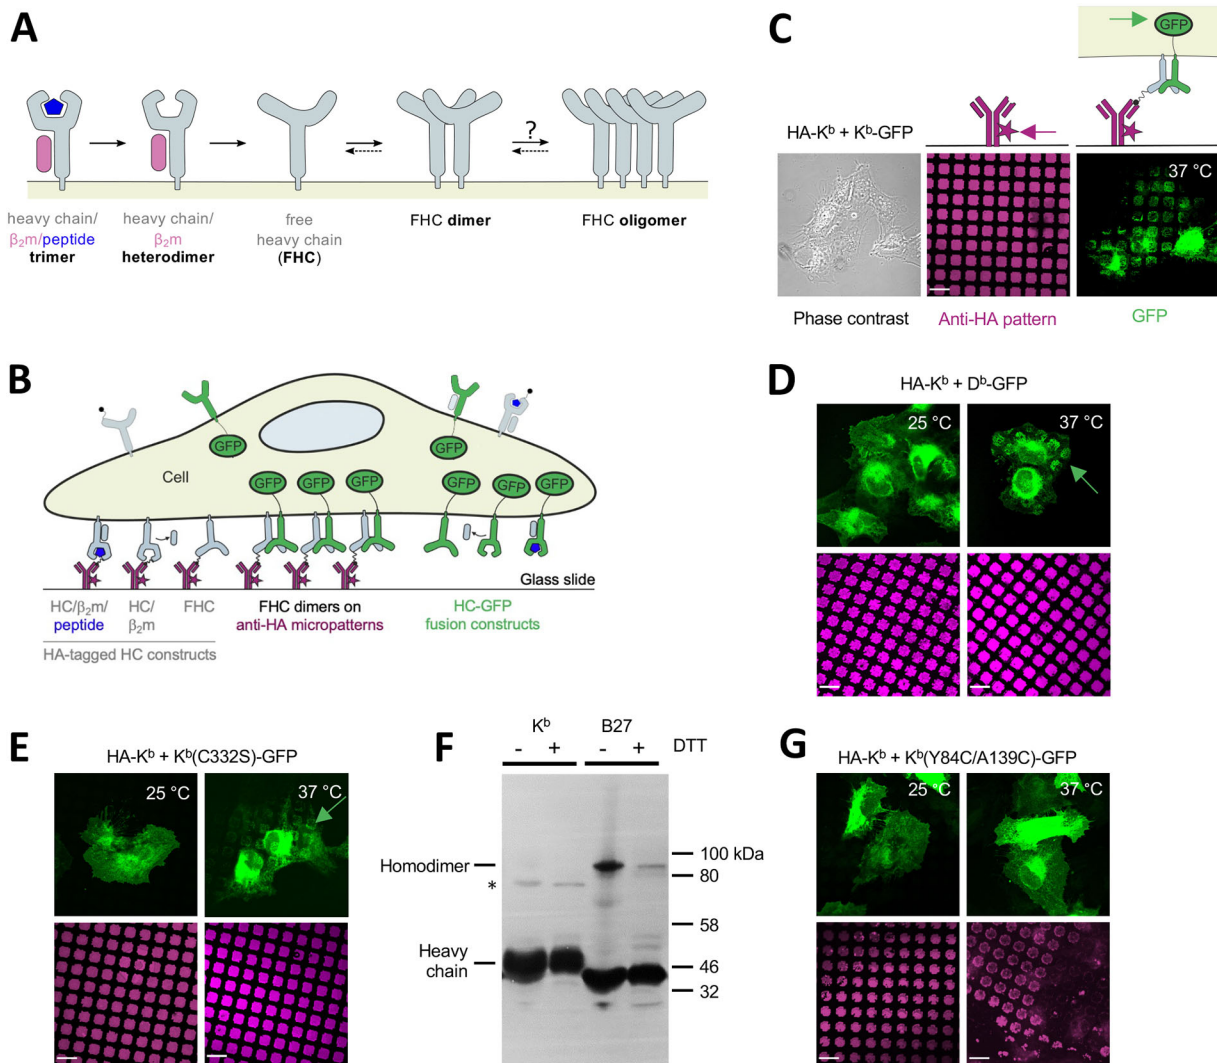 A
heavy chain/
β₂m/peptide
trimer
heavy chain/
β₂m
heterodimer
free
heavy chain
(FHC)
FHC dimer
?
FHC oligomer
B
GFP
GFP
Cell
GFP
GFP
GFP
GFP
GFP
GFP
Glass slide
HC/β₂m/
peptide
HC/
β₂m
FHC
HA-tagged HC constructs
FHC dimers on
anti-HA micropatterns
HC-GFP
fusion constructs
C
GFP
HA-Kᵇ + Kᵇ-GFP
37 °C
Phase contrast
Anti-HA pattern
GFP
D
HA-Kᵇ + Dᵇ-GFP
25 °C
37 °C
E
HA-Kᵇ + Kᵇ(C332S)-GFP
25 °C
37 °C
F
Kᵇ
B27
- + - + DTT
Homodimer
*
Heavy
chain
100 kDa
80
58
46
32
G
HA-Kᵇ + Kᵇ(Y84C/A139C)-GFP
25 °C
37 °C